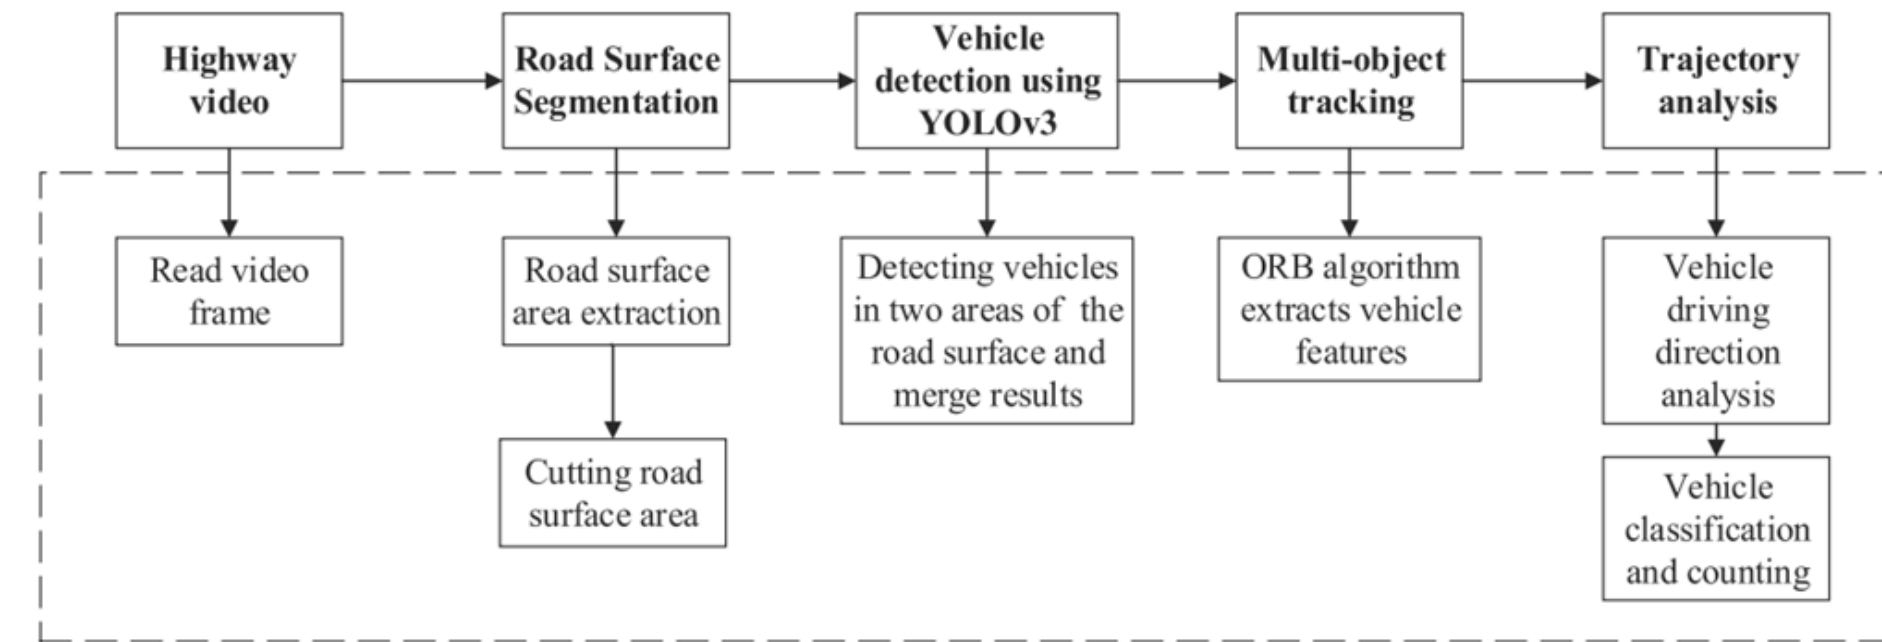 Highway
video
Road Surface
Segmentation
Vehicle
detection using
YOLOv3
Multi-object
tracking
Trajectory
analysis
Read video
frame
Road surface
area extraction
Cutting road
surface area
Detecting vehicles
in two areas of the
road surface and
merge results
ORB algorithm
extracts vehicle
features
Vehicle
driving
direction
analysis
Vehicle
classification
and counting